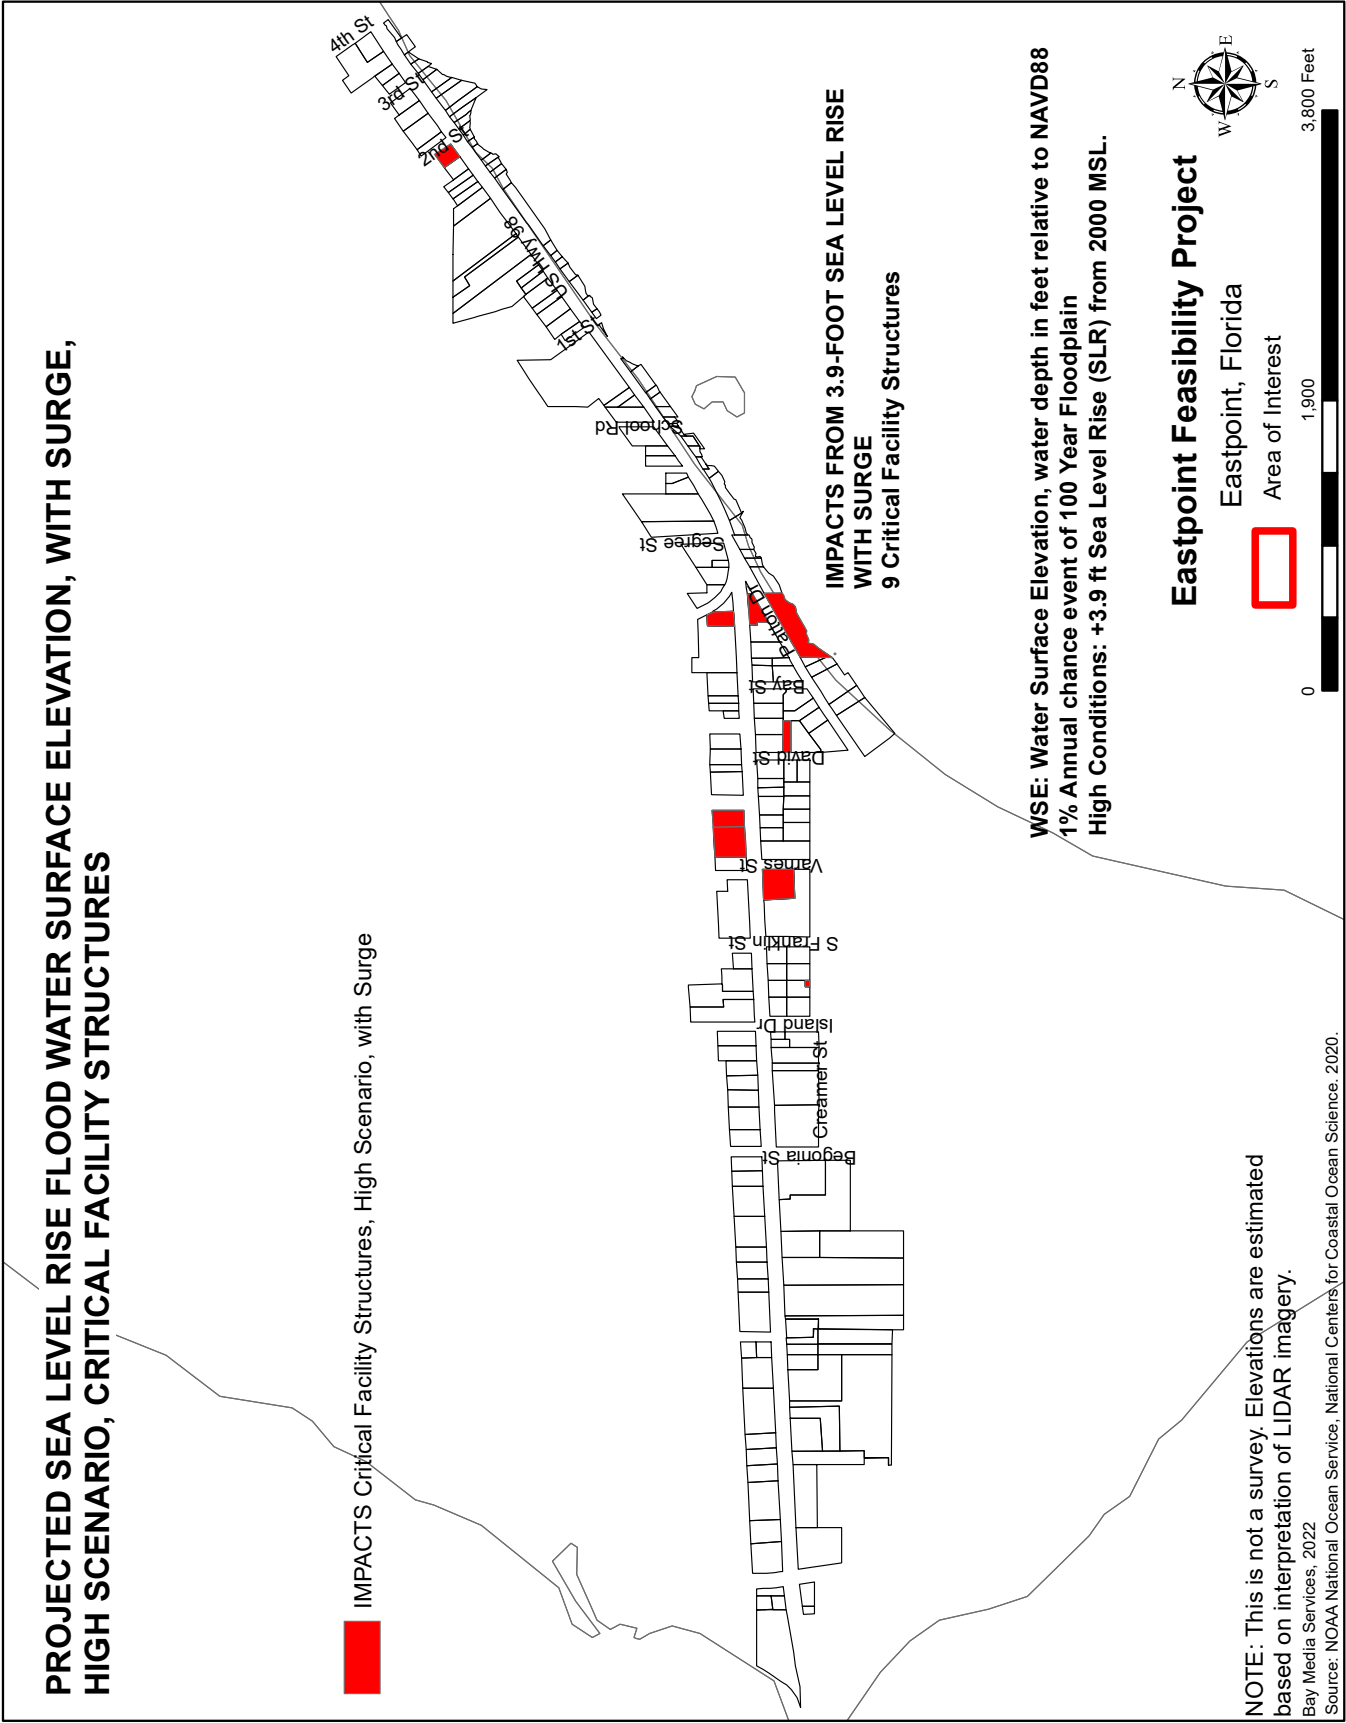 PROJECTED SEA LEVEL RISE FLOOD WATER SURFACE ELEVATION, WITH SURGE,
HIGH SCENARIO, CRITICAL FACILITY STRUCTURES
IMPACTS Critical Facility Structures, High Scenario, with Surge
4th St
3rd St
2nd St
US Hwy 98
1st St
School Rd
Segree St
Patton Dr
Bay St
David St
Varnes St
S Franklin St
Island Dr
Creamer St
Begonia St
IMPACTS FROM 3.9-FOOT SEA LEVEL RISE
WITH SURGE
9 Critical Facility Structures
WSE: Water Surface Elevation, water depth in feet relative to NAVD88
1% Annual chance event of 100 Year Floodplain
High Conditions: +3.9 ft Sea Level Rise (SLR) from 2000 MSL.
Eastpoint Feasibility Project
Eastpoint, Florida
Area of Interest
N
E
S
W
0
1,900
3,800 Feet
NOTE: This is not a survey. Elevations are estimated
based on interpretation of LIDAR imagery.
Bay Media Services, 2022
Source: NOAA National Ocean Service, National Centers for Coastal Ocean Science. 2020.